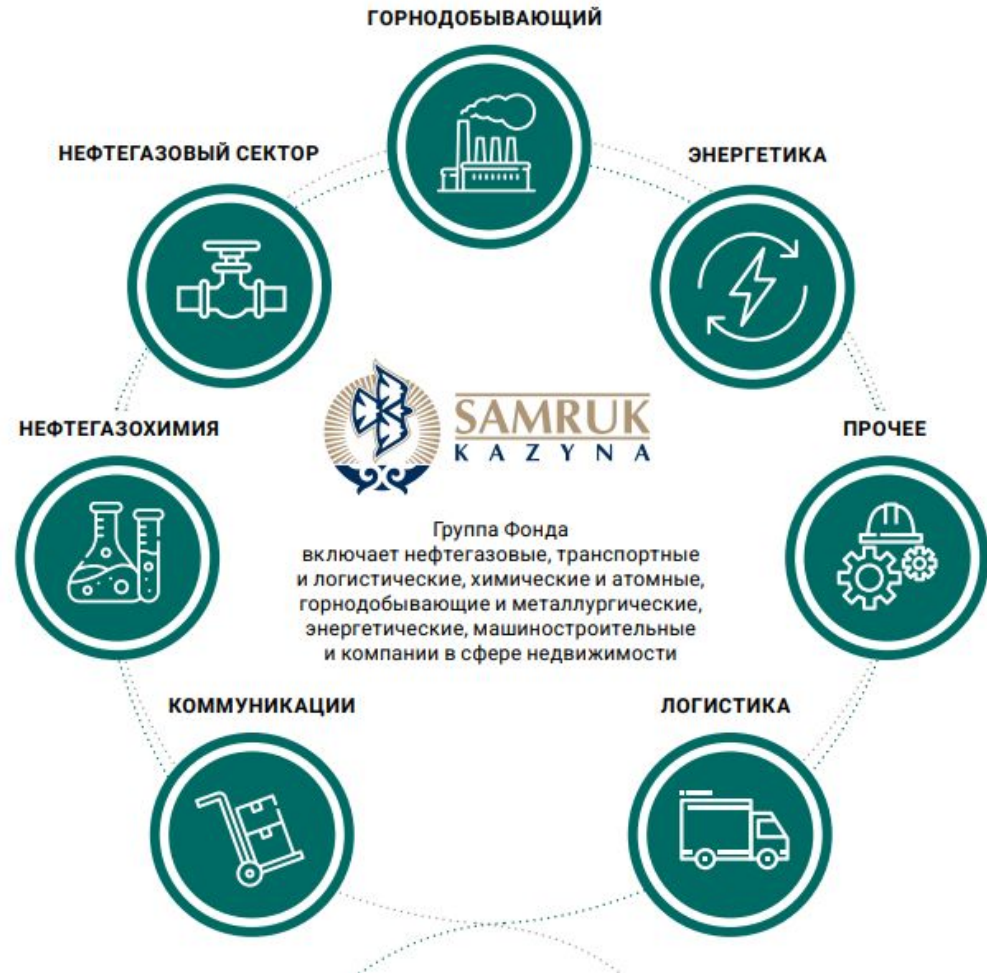 ГОРНОДОБЫВАЮЩИЙ
НЕФТЕГАЗОВЫЙ СЕКТОР
ЭНЕРГЕТИКА
НЕФТЕГАЗОХИМИЯ
SAMRUK
KAZYNA
ПРОЧЕЕ
Группа Фонда
включает нефтегазовые, транспортные
и логистические, химические и атомные,
горнодобывающие и металлургические,
энергетические, машиностроительные
и компании в сфере недвижимости
КОММУНИКАЦИИ
ЛОГИСТИКА